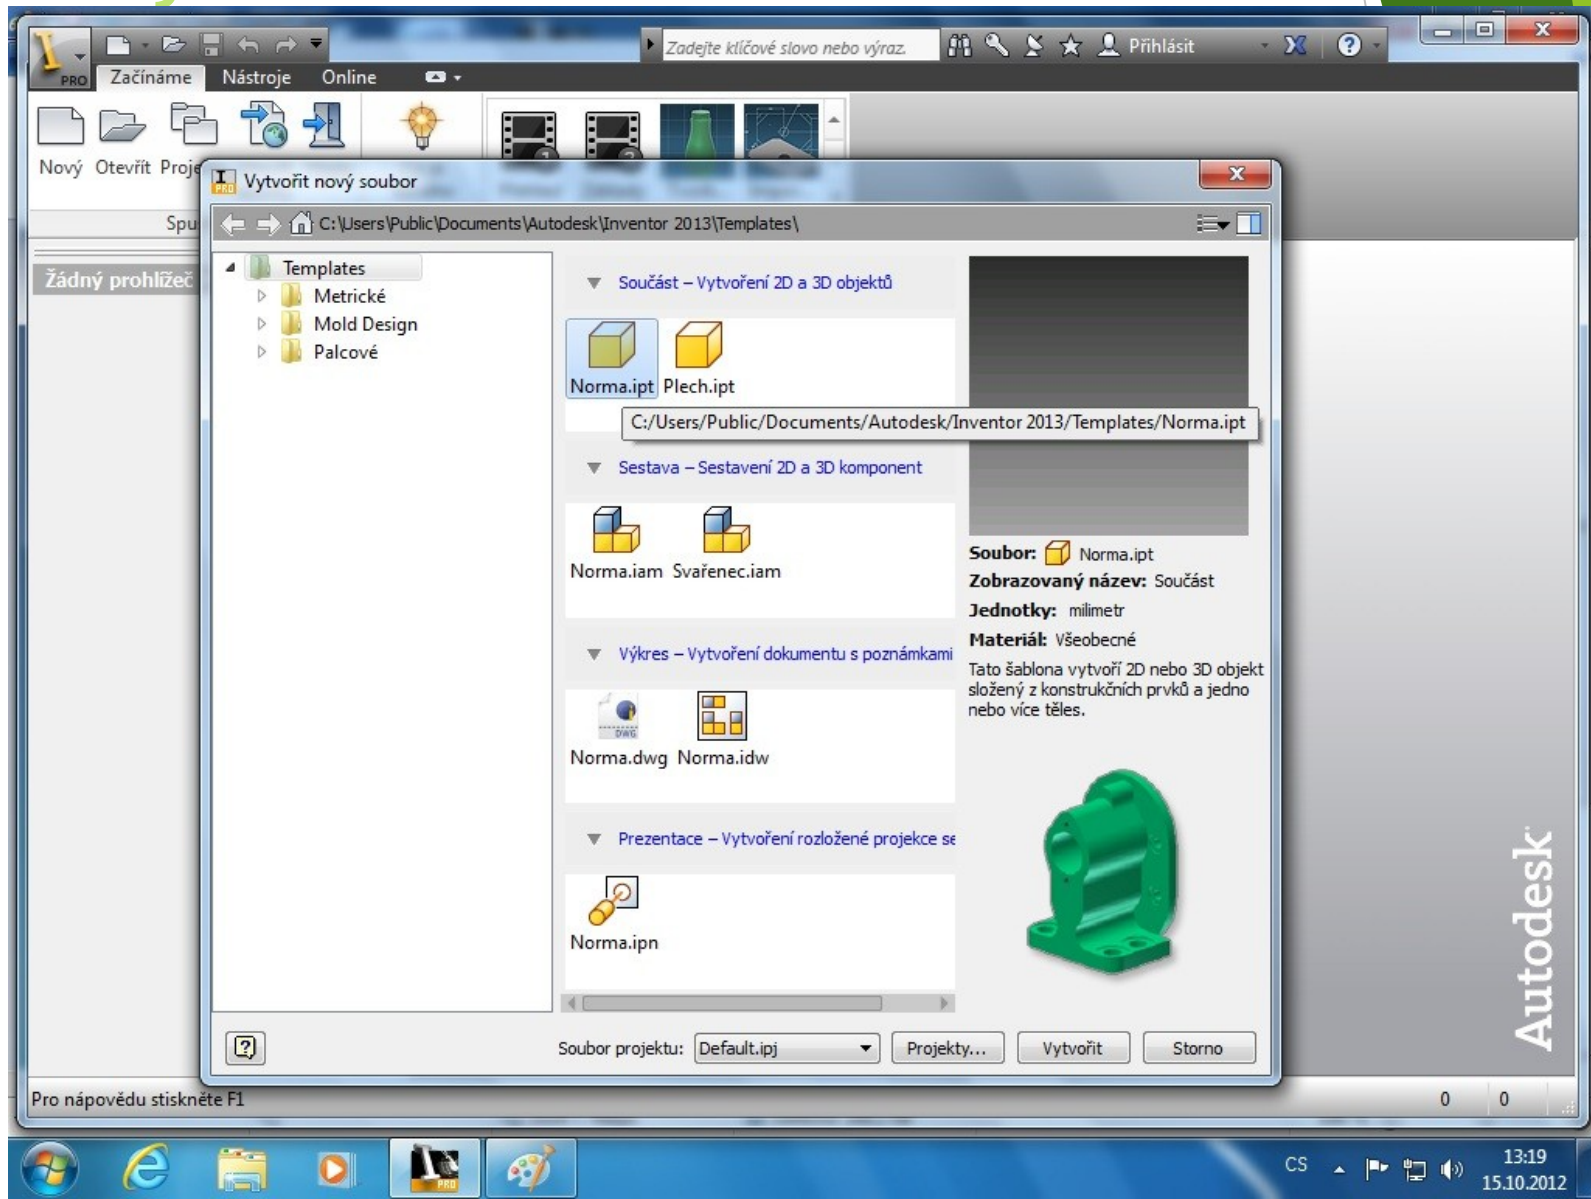 Zadejte klíčové slovo nebo výraz.
Přihlásit
PRO
Začínáme
Nástroje
Online
Nový
Otevřít
Vytvořit nový soubor
C:\Users\Public\Documents\Autodesk\Inventor 2013\Templates\
Žádný prohlížeč
Templates
Metrické
Mold Design
Palcové
Součást – Vytvoření 2D a 3D objektů
Norma.ipt
Plech.ipt
C:/Users/Public/Documents/Autodesk/Inventor 2013/Templates/Norma.ipt
Sestava – Sestavení 2D a 3D komponent
Norma.iam
Svařenec.iam
Výkres – Vytvoření dokumentu s poznámkami
DWG
Norma.dwg
Norma.idw
Prezentace – Vytvoření rozložené projekce se
Norma.ipn
Soubor: Norma.ipt
Zobrazovaný název: Součást
Jednotky: milimetr
Materiál: Všeobecné
Tato šablona vytvoří 2D nebo 3D objekt
složený z konstrukčních prvků a jedno
nebo více těles.
Autodesk
Soubor projektu: Default.ipj
Projekty...
Vytvořit
Storno
Pro nápovědu stiskněte F1
0 0
CS
13:19
15.10.2012